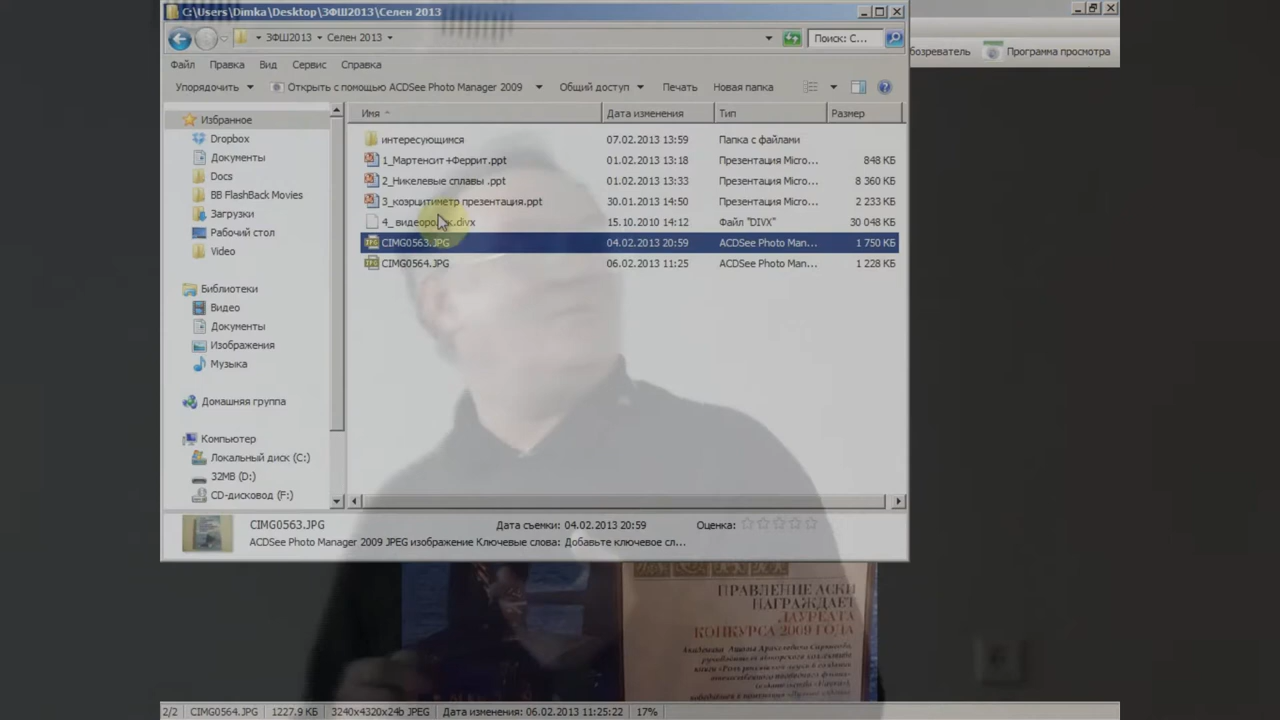 C:\Users\Dimka\Desktop\ЗФШ2013\Селен 2013
ЗФШ2013 Селен 2013
Поиск: С...
Файл Правка Вид Сервис Справка
Упорядочить Открыть с помощью ACDSee Photo Manager 2009 Общий доступ Печать Новая папка
обозреватель Программа просмотра
Имя Дата изменения Тип Размер
интересующимся 07.02.2013 13:59 Папка с файлами
1_Мартенсит+Феррит.ppt 01.02.2013 13:18 Презентация Micro... 848 КБ
2_Никелевые сплавы .ppt 01.02.2013 13:33 Презентация Micro... 8 360 КБ
3_коэрцитиметр презентация.ppt 30.01.2013 14:50 Презентация Micro... 2 233 КБ
15.10.2010 14:12 Файл "DIVX" 30 048 КБ
CIMG0563.JPG 04.02.2013 20:59 ACDSee Photo Man... 1 750 КБ
CIMG0564.JPG 06.02.2013 11:25 ACDSee Photo Man... 1 228 КБ
Избранное
Dropbox
Документы
Docs
BB FlashBack Movies
Загрузки
Рабочий стол
Video
Библиотеки
Видео
Документы
Изображения
Музыка
Домашняя группа
Компьютер
Локальный диск (C:)
32MB (D:)
CD-дисковод (F:)
CIMG0563.JPG Дата съемки: 04.02.2013 20:59 Оценка:
ACDSee Photo Manager 2009 JPEG изображение Ключевые слова: Добавьте ключевое сл...
ПРАВЛЕНИЕ АСКИ
НАГРАЖДАЕТ
ЛАУРЕАТА
КОНКУРСА-2009 ГОДА
2/2 CIMG0564.JPG 1227.9 КБ 3240x4320x24b JPEG Дата изменения: 06.02.2013 11:25:22 17%